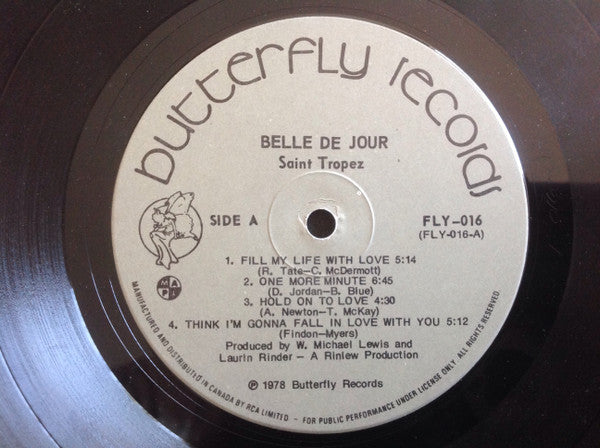 butterfly records
BELLE DE JOUR
Saint Tropez
SIDE A
FLY-016
(FLY-016-A)
1. FILL MY LIFE WITH LOVE 5:14
(R. Tate-C. McDermott)
2. ONE MORE MINUTE 6:45
(D. Jordan-B. Blue)
3. HOLD ON TO LOVE 4:30
(A. Newton-T. McKay)
4. THINK I'M GONNA FALL IN LOVE WITH YOU 5:12
(Findon-Myers)
Produced by W. Michael Lewis and
Laurin Rinder – A Rinlew Production
℗ 1978 Butterfly Records
MANUFACTURED AND DISTRIBUTED IN CANADA BY RCA LIMITED - FOR PUBLIC PERFORMANCE UNDER LICENSE ONLY. ALL RIGHTS RESERVED.
M A
P L